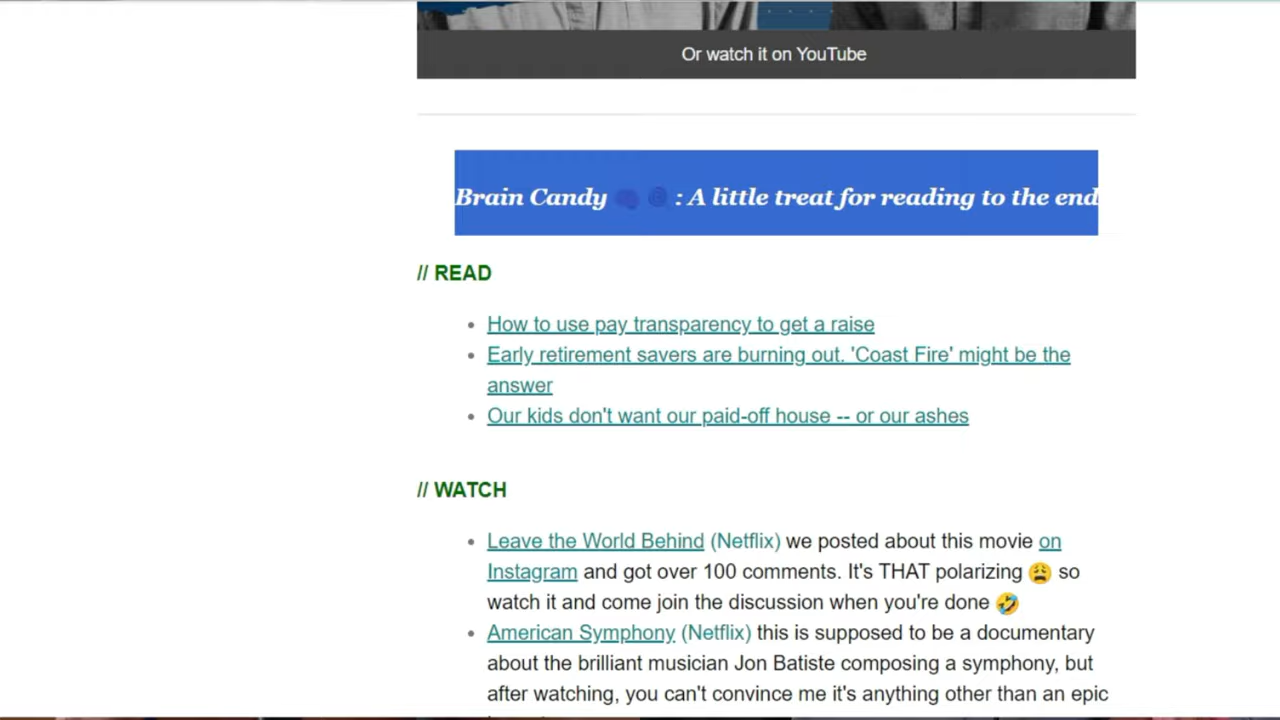 Or watch it on YouTube
Brain Candy 🧠 🍬 : A little treat for reading to the end
// READ
How to use pay transparency to get a raise
Early retirement savers are burning out. 'Coast Fire' might be the
answer
Our kids don't want our paid-off house -- or our ashes
// WATCH
Leave the World Behind (Netflix) we posted about this movie on
Instagram and got over 100 comments. It's THAT polarizing 😩 so
watch it and come join the discussion when you're done 🤣
American Symphony (Netflix) this is supposed to be a documentary
about the brilliant musician Jon Batiste composing a symphony, but
after watching, you can't convince me it's anything other than an epic